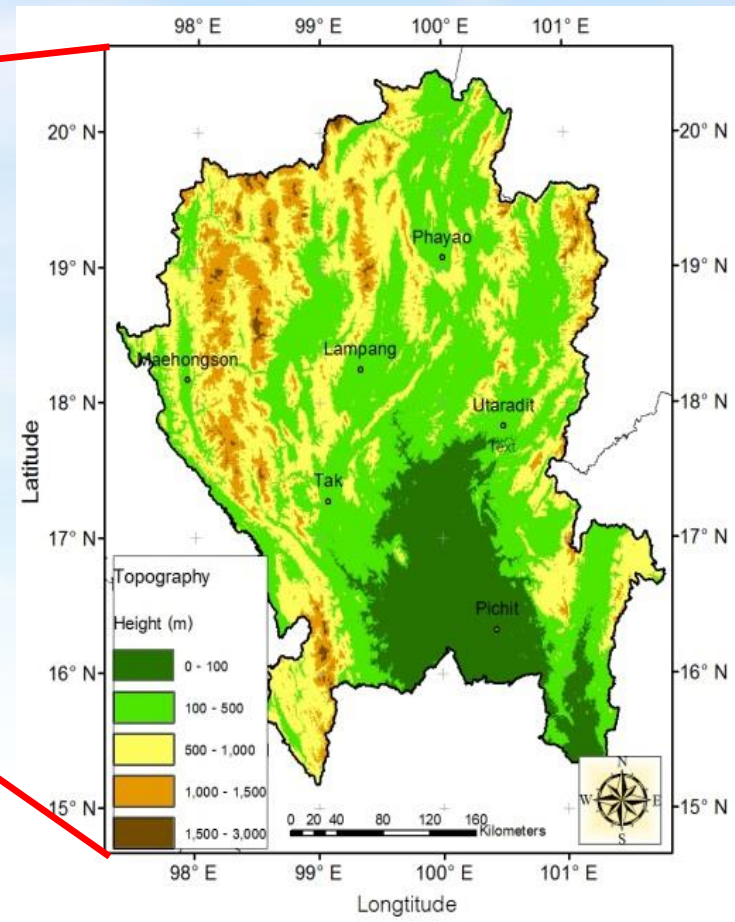 98° E 99° E 100° E 101° E
20° N 20° N
Phayao
19° N 19° N
Lampang
Maehongson
18° N 18° N
Utaradit
Text
Latitude
Tak
17° N 17° N
Topography
Height (m)
Pichit
0 - 100
16° N 16° N
100 - 500
500 - 1,000
1,000 - 1,500
1,500 - 3,000
N
W E
S
15° N 15° N
0 20 40 80 120 160
Kilometers
98° E 99° E 100° E 101° E
Longtitude